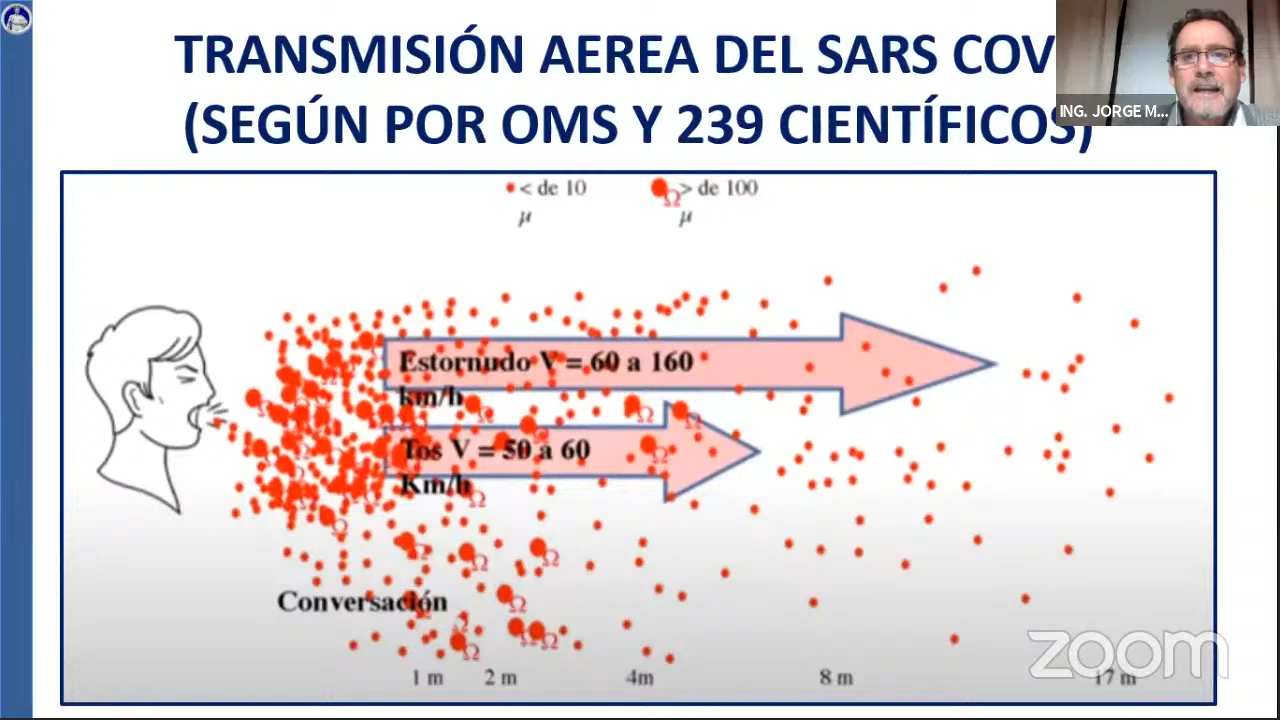 TRANSMISIÓN AEREA DEL SARS COV
(SEGÚN POR OMS Y 239 CIENTÍFICOS)
ING. JORGE M...
< de 10
μ
Ω > de 100
μ
Estornudo V = 60 a 160
km/h
Tos V = 50 a 60
Km/h
Conversación
1 m 2 m 4m 8 m 17 m
zoom